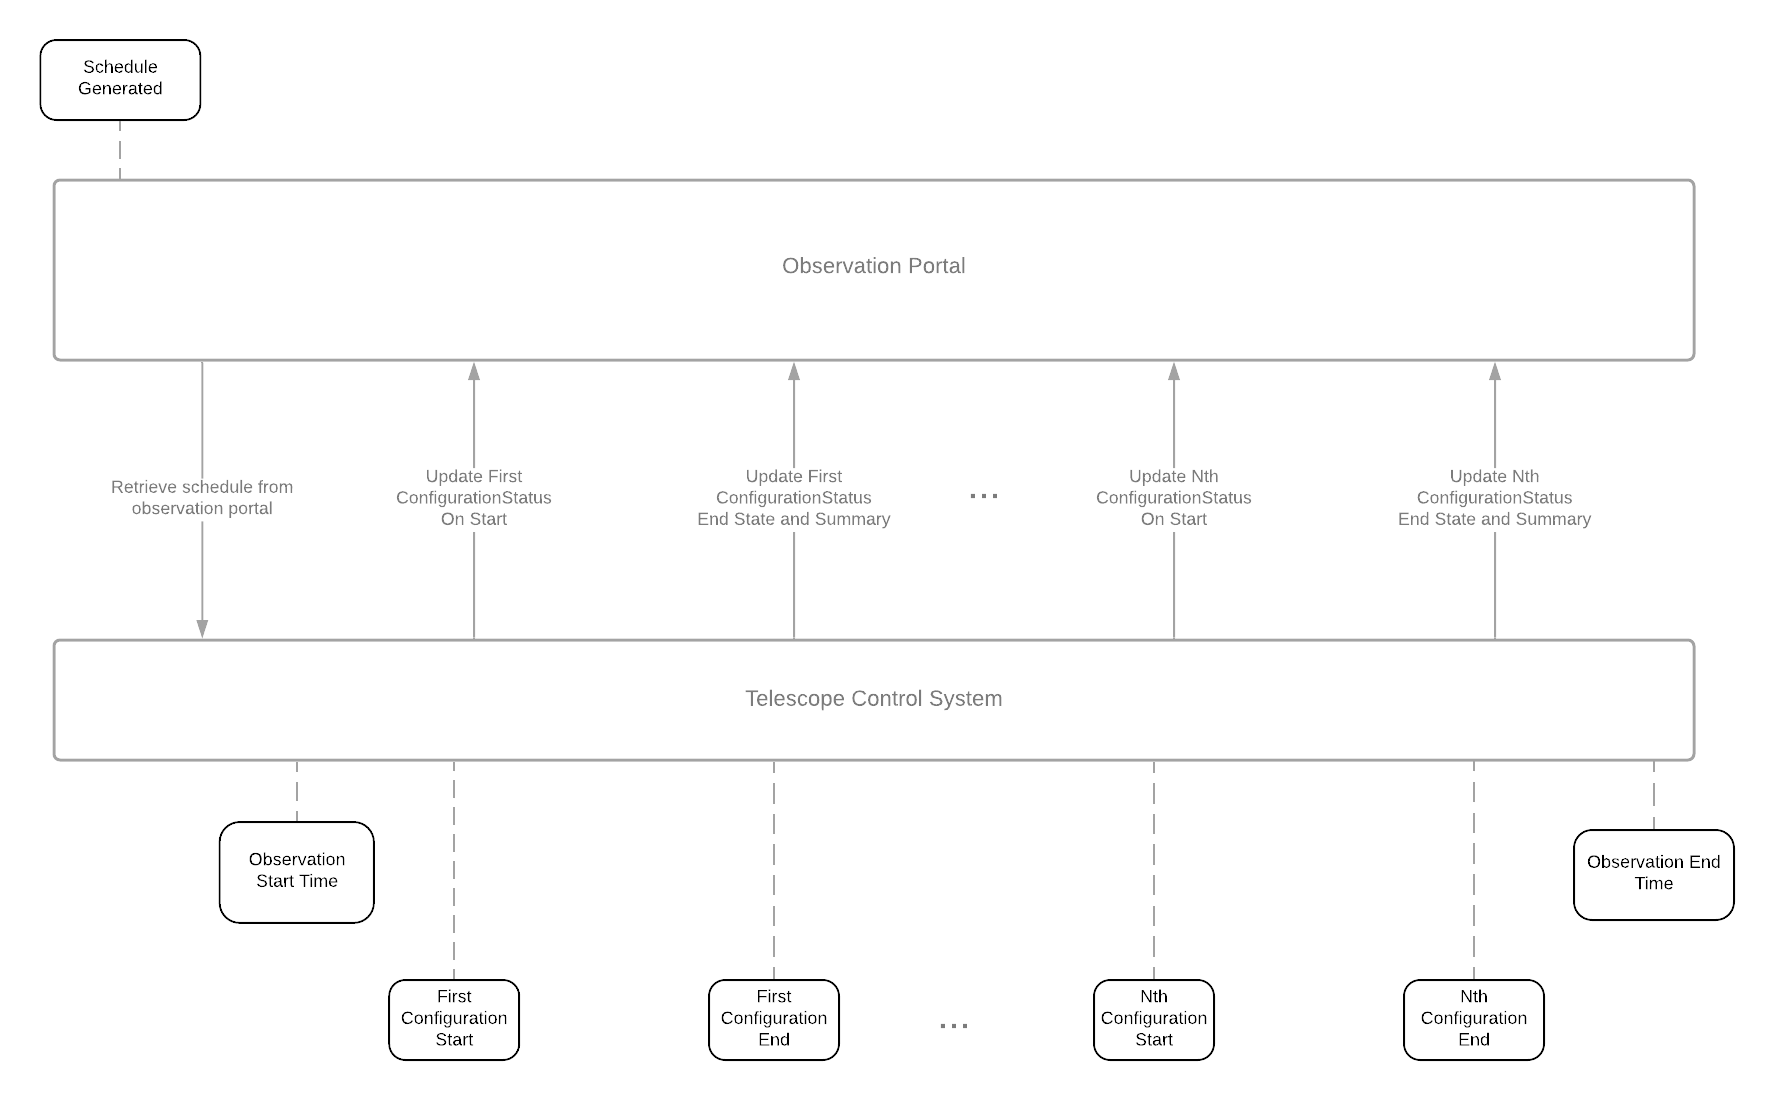 Schedule
Generated
Observation Portal
Retrieve schedule from
observation portal
Update First
ConfigurationStatus
On Start
Update First
ConfigurationStatus
End State and Summary
...
Update Nth
ConfigurationStatus
On Start
Update Nth
ConfigurationStatus
End State and Summary
Telescope Control System
Observation
Start Time
Observation End
Time
First
Configuration
Start
First
Configuration
End
...
Nth
Configuration
Start
Nth
Configuration
End